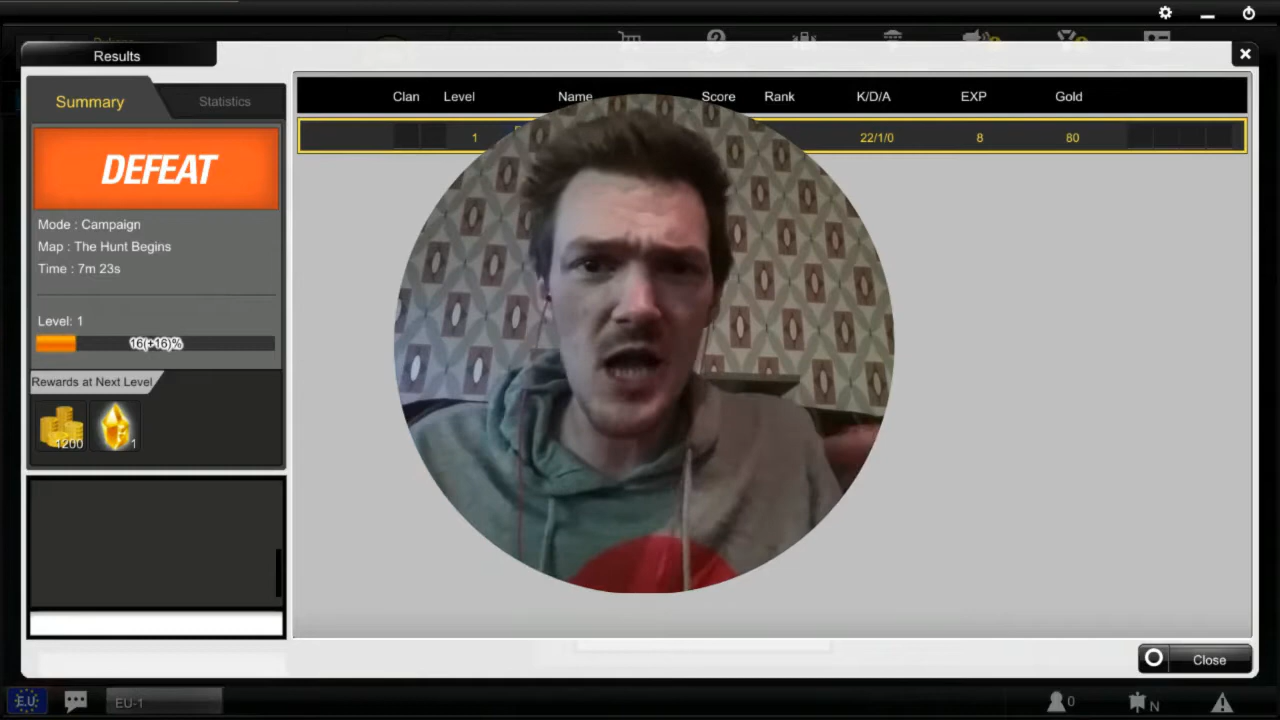 Results
Summary
Statistics
DEFEAT
Mode : Campaign
Map : The Hunt Begins
Time : 7m 23s
Level: 1
16(+16)%
Rewards at Next Level
1200
1
Clan Level Name Score Rank K/D/A EXP Gold
1 22/1/0 8 80
Close
E.U.
EU-1
0
N